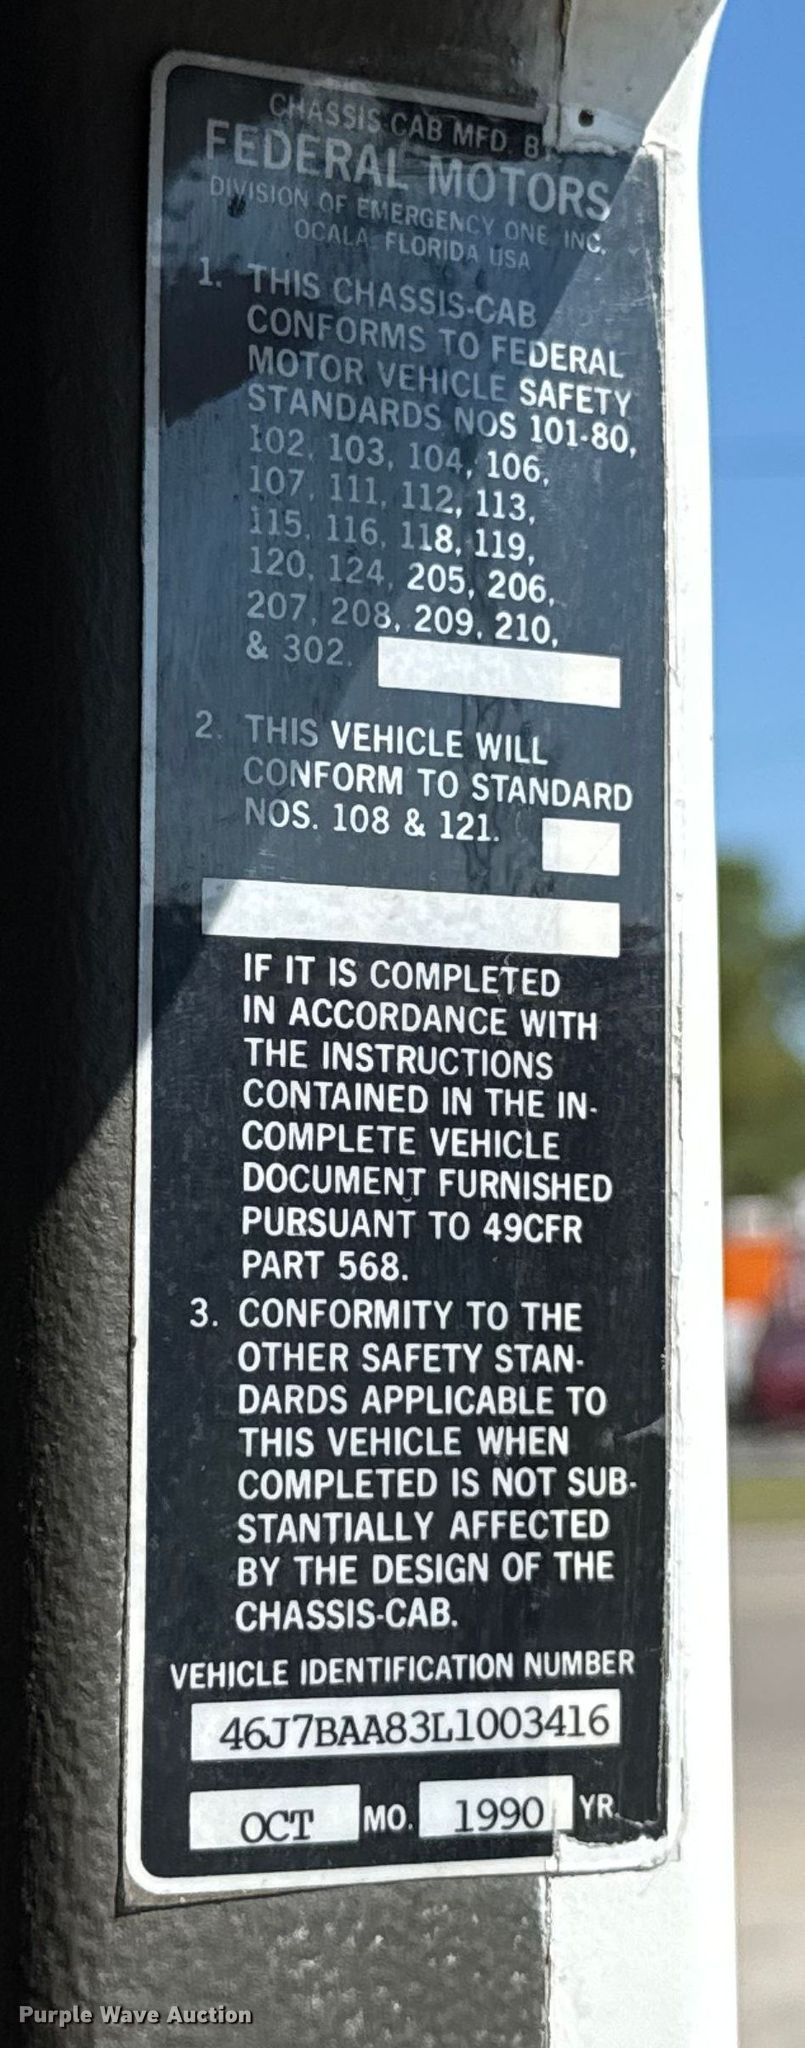 CHASSIS-CAB MFD. BY
FEDERAL MOTORS
DIVISION OF EMERGENCY ONE INC.
OCALA, FLORIDA USA
1. THIS CHASSIS-CAB
CONFORMS TO FEDERAL
MOTOR VEHICLE SAFETY
STANDARDS NOS 101-80,
102, 103, 104, 106,
107, 111, 112, 113,
115, 116, 118, 119,
120, 124, 205, 206,
207, 208, 209, 210,
& 302.
2. THIS VEHICLE WILL
CONFORM TO STANDARD
NOS. 108 & 121.
IF IT IS COMPLETED
IN ACCORDANCE WITH
THE INSTRUCTIONS
CONTAINED IN THE IN-
COMPLETE VEHICLE
DOCUMENT FURNISHED
PURSUANT TO 49CFR
PART 568.
3. CONFORMITY TO THE
OTHER SAFETY STAN-
DARDS APPLICABLE TO
THIS VEHICLE WHEN
COMPLETED IS NOT SUB-
STANTIALLY AFFECTED
BY THE DESIGN OF THE
CHASSIS-CAB.
VEHICLE IDENTIFICATION NUMBER
46J7BAA83L1003416
OCT MO. 1990 YR.
Purple Wave Auction